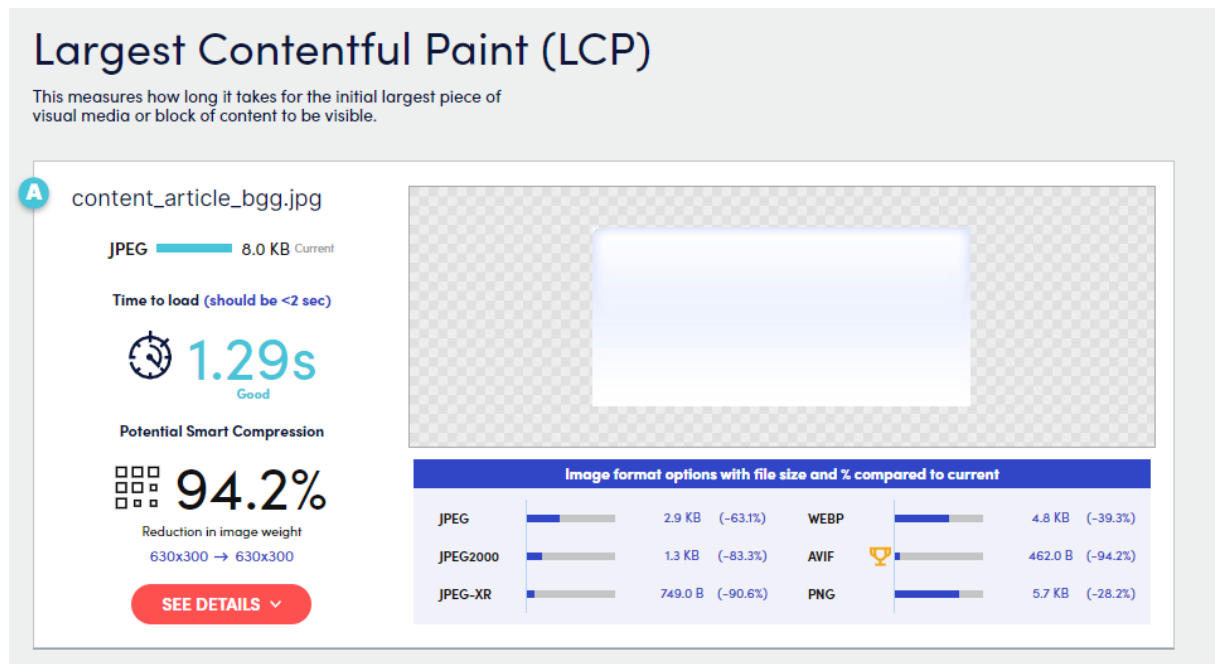 Largest Contentful Paint (LCP)
This measures how long it takes for the initial largest piece of
visual media or block of content to be visible.
A
content_article_bgg.jpg
JPEG 8.0 KB Current
Time to load (should be <2 sec)
1.29s
Good
Potential Smart Compression
94.2%
Reduction in image weight
630x300 → 630x300
SEE DETAILS
Image format options with file size and % compared to current
JPEG 2.9 KB (-63.1%) WEBP 4.8 KB (-39.3%)
JPEG2000 1.3 KB (-83.3%) AVIF 462.0 B (-94.2%)
JPEG-XR 749.0 B (-90.6%) PNG 5.7 KB (-28.2%)